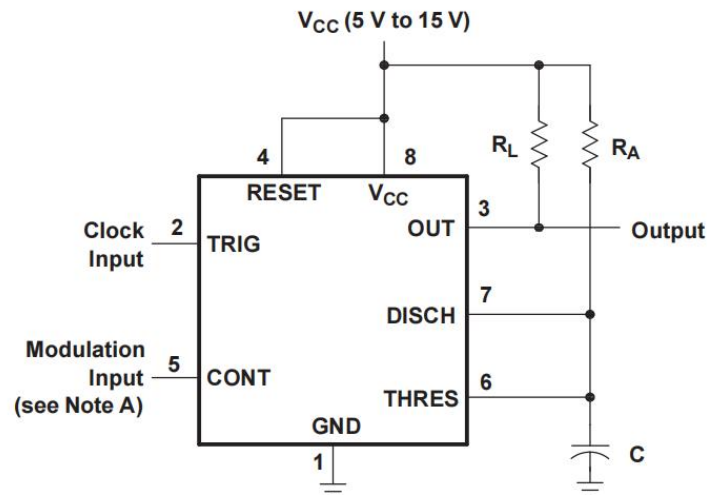 VCC (5 V to 15 V)
RL
RA
4
8
RESET
VCC
3
Clock
Input
2
TRIG
OUT
Output
7
DISCH
Modulation
Input
(see Note A)
5
CONT
6
THRES
GND
1
C